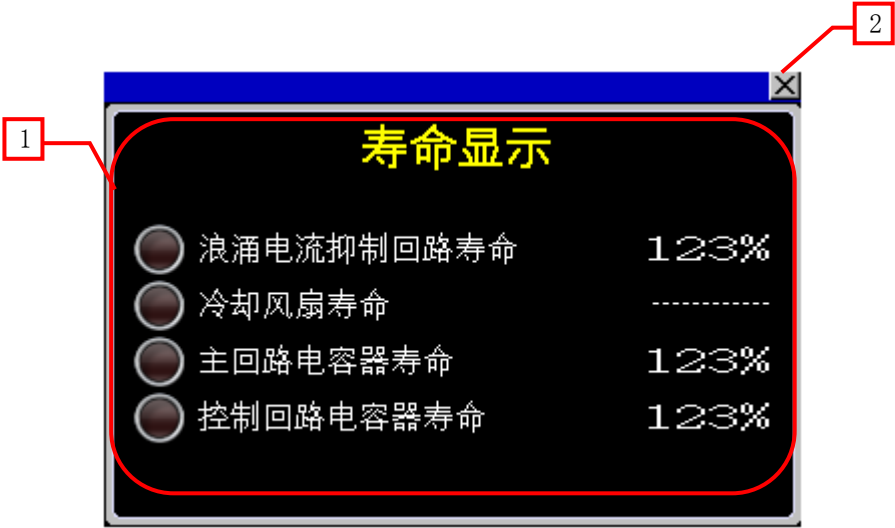 2
1
寿命显示
浪涌电流抑制回路寿命 123%
冷却风扇寿命 ------------
主回路电容器寿命 123%
控制回路电容器寿命 123%